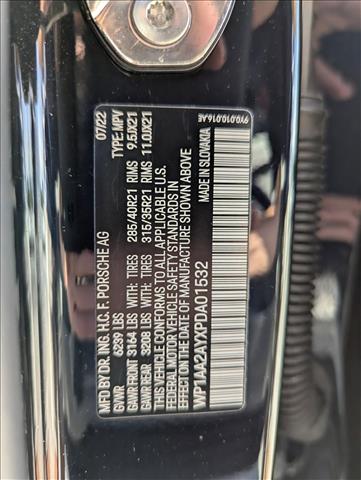 MFD BY DR. ING. H.C. F. PORSCHE AG 07/22
GVWR 6239 LBS TYPE: MPV
GAWR FRONT 3164 LBS WITH TIRES 285/40R21 RIMS 9.5JX21
GAWR REAR 3208 LBS WITH TIRES 315/35R21 RIMS 11.0JX21
THIS VEHICLE CONFORMS TO ALL APPLICABLE U.S.
FEDERAL MOTOR VEHICLE SAFETY STANDARDS IN
EFFECT ON THE DATE OF MANUFACTURE SHOWN ABOVE
WP1AA2AYXPDA01532 MADE IN SLOVAKIA
9Y0.010.016.AE